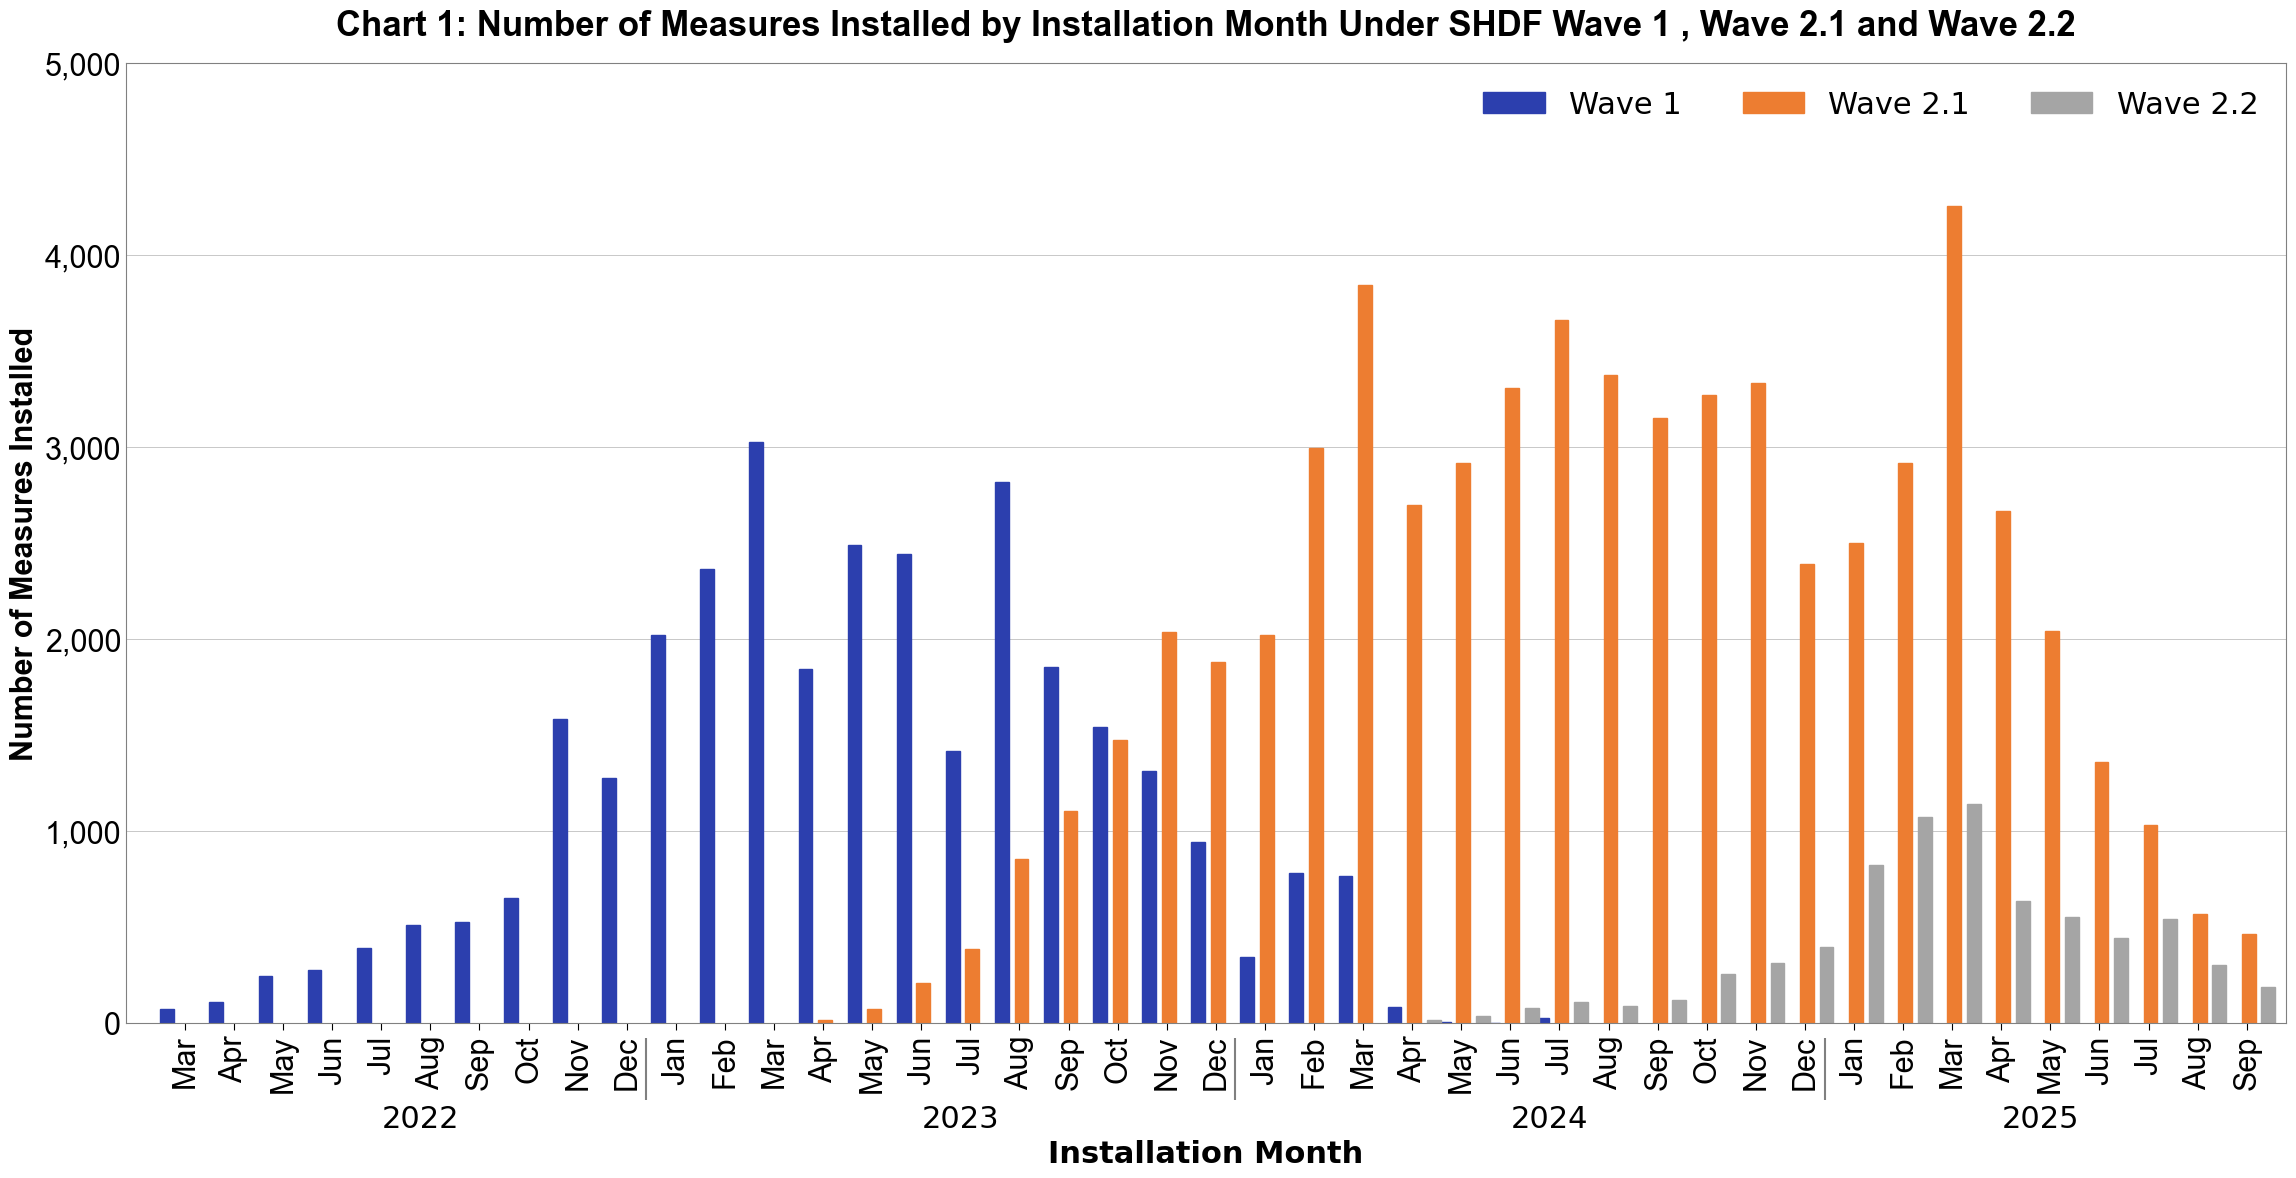 Chart 1: Number of Measures Installed by Installation Month Under SHDF Wave 1 , Wave 2.1 and Wave 2.2
Wave 1 Wave 2.1 Wave 2.2
Number of Measures Installed
5,000
4,000
3,000
2,000
1,000
0
Mar Apr May Jun Jul Aug Sep Oct Nov Dec Jan Feb Mar Apr May Jun Jul Aug Sep Oct Nov Dec Jan Feb Mar Apr May Jun Jul Aug Sep Oct Nov Dec Jan Feb Mar Apr May Jun Jul Aug Sep
2022 2023 2024 2025
Installation Month